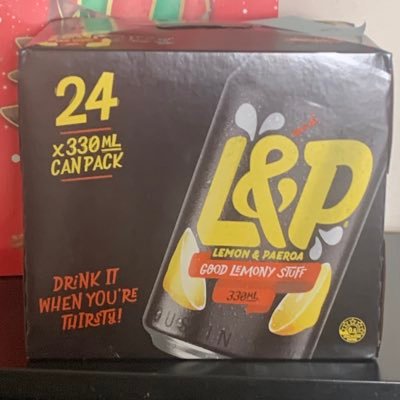 24
x 330ML
CAN PACK
L&P
LEMON & PAEROA
GOOD LEMONY STUFF
330ML
DRINK IT
WHEN YOU'RE
THIRSTY!